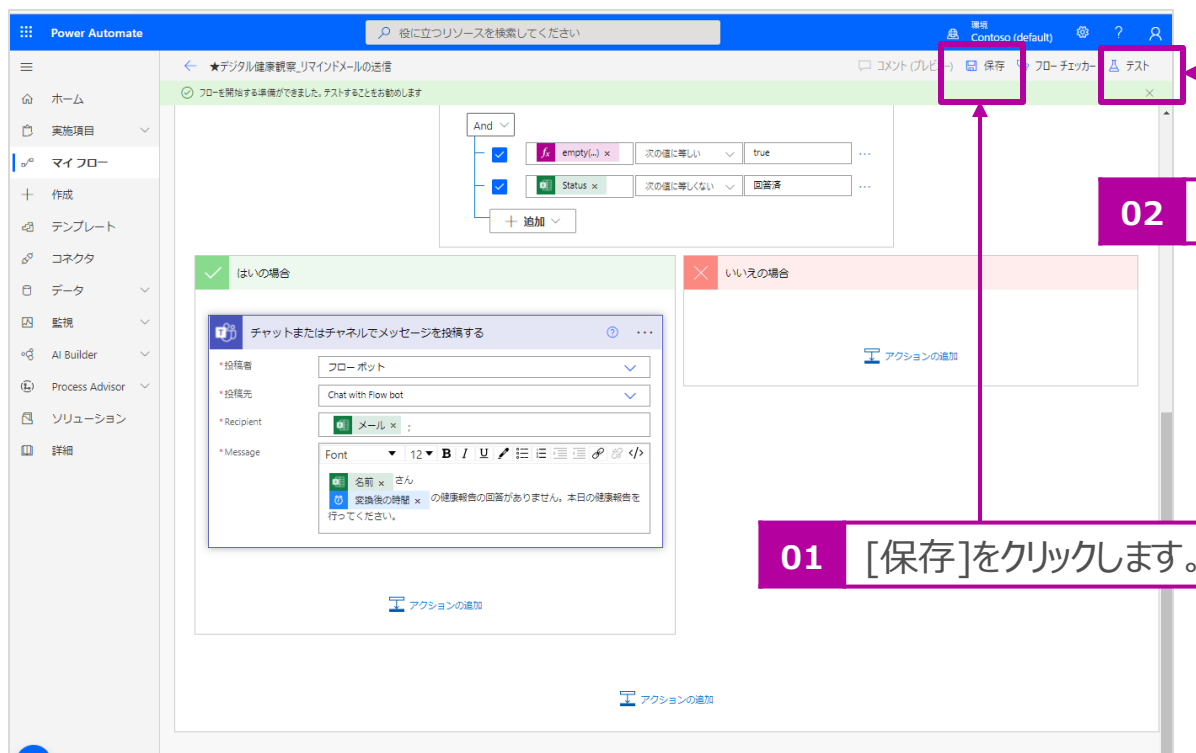 Power Automate
役に立つリソースを検索してください
環境
Contoso (default)
?
★デジタル健康観察_リマインドメールの送信
コメント (プレビュー)
保存
フロー チェッカー
テスト
フローを開始する準備ができました。テストすることをお勧めします
ホーム
実施項目
マイ フロー
作成
テンプレート
コネクタ
データ
監視
AI Builder
Process Advisor
ソリューション
詳細
And
fx empty(...) × 次の値に等しい true
Status × 次の値に等しくない 回答済
追加
02
はいの場合
いいえの場合
チャットまたはチャネルでメッセージを投稿する
アクションの追加
*投稿者 フロー ボット
*投稿先 Chat with Flow bot
*Recipient メール × ;
*Message
Font 12 B I U </>
名前 × さん
変換後の時間 × の健康報告の回答がありません。本日の健康報告を
行ってください。
01 [保存]をクリックします。
アクションの追加
アクションの追加